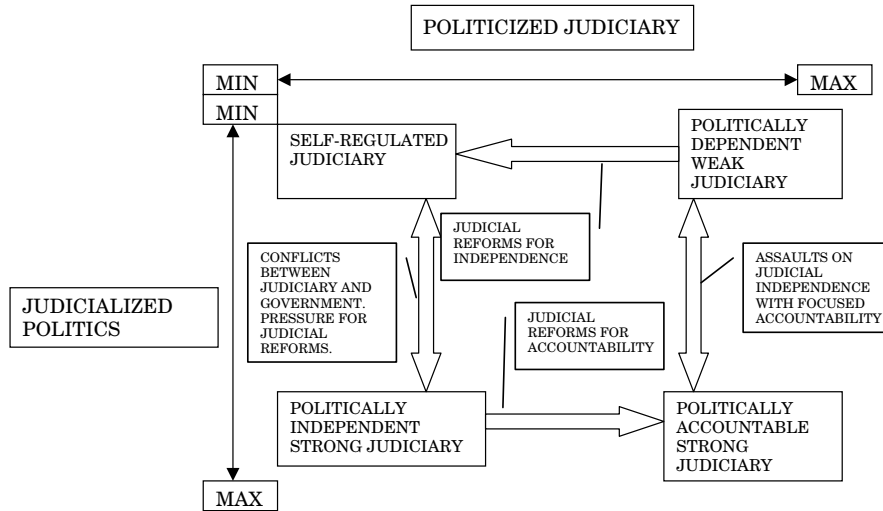 POLITICIZED JUDICIARY
MIN
MAX
MIN
SELF-REGULATED
JUDICIARY
POLITICALLY
DEPENDENT
WEAK
JUDICIARY
JUDICIAL
REFORMS FOR
INDEPENDENCE
CONFLICTS
BETWEEN
JUDICIARY AND
GOVERNMENT.
PRESSURE FOR
JUDICIAL
REFORMS.
ASSAULTS ON
JUDICIAL
INDEPENDENCE
WITH FOCUSED
ACCOUNTABILITY
JUDICIALIZED
POLITICS
JUDICIAL
REFORMS FOR
ACCOUNTABILITY
POLITICALLY
INDEPENDENT
STRONG JUDICIARY
POLITICALLY
ACCOUNTABLE
STRONG
JUDICIARY
MAX